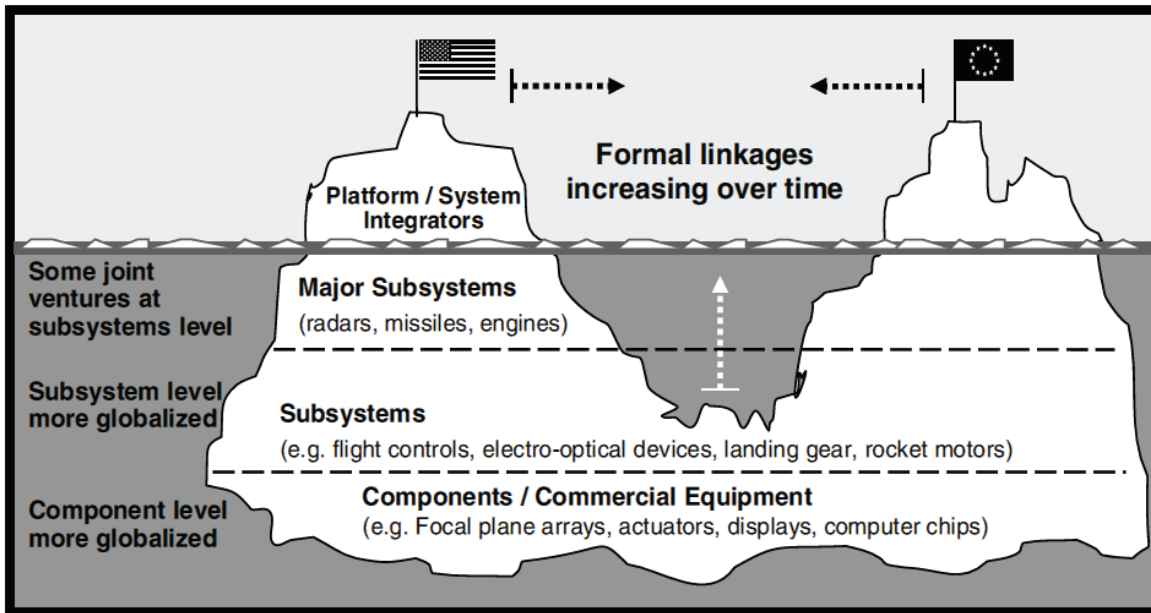 Formal linkages
increasing over time
Platform / System
Integrators
Some joint
ventures at
subsystems level
Major Subsystems
(radars, missiles, engines)
Subsystem level
more globalized
Subsystems
(e.g. flight controls, electro-optical devices, landing gear, rocket motors)
Component level
more globalized
Components / Commercial Equipment
(e.g. Focal plane arrays, actuators, displays, computer chips)